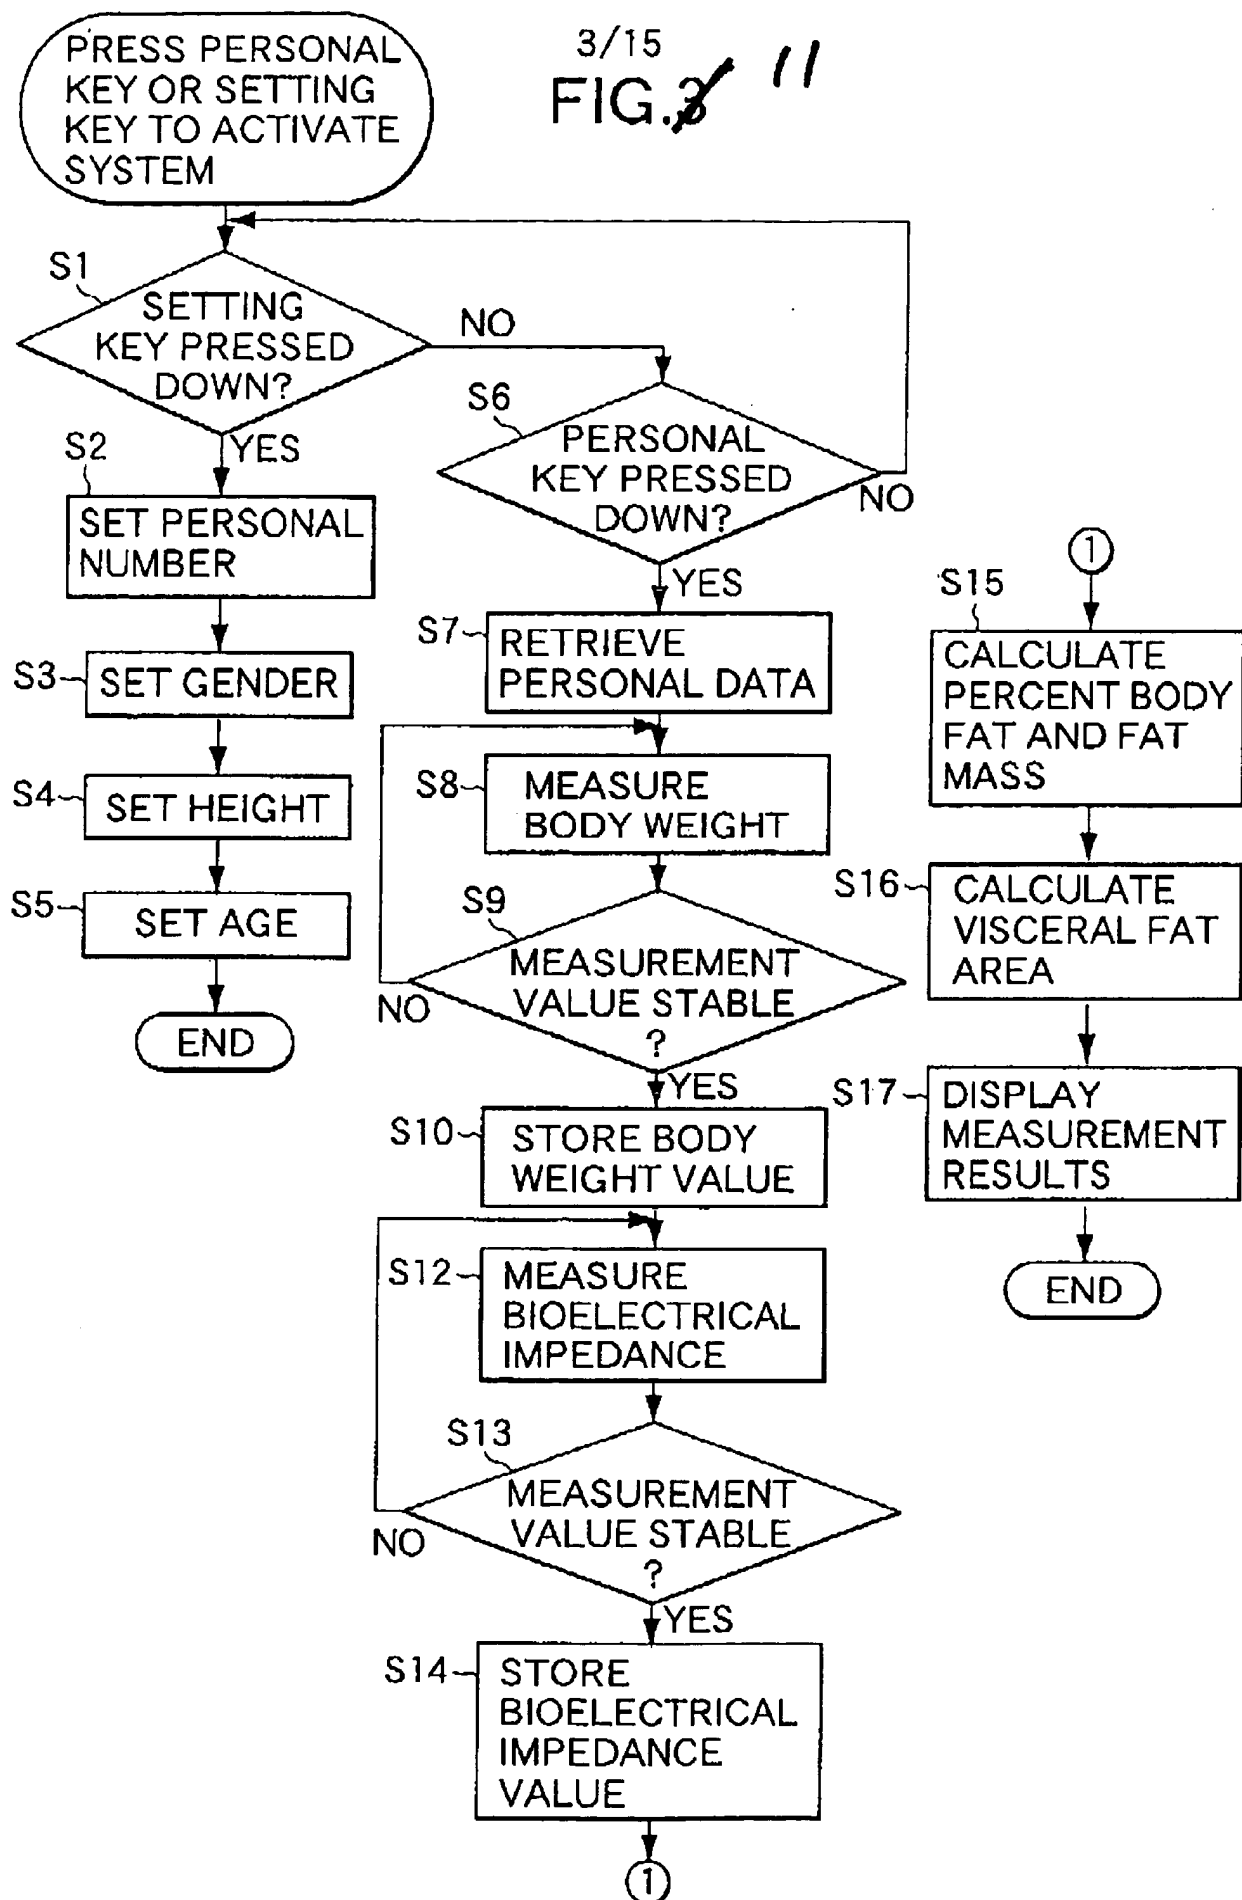 3/15
FIG.3 11
PRESS PERSONAL
KEY OR SETTING
KEY TO ACTIVATE
SYSTEM
S1
SETTING
KEY PRESSED
DOWN?
NO
YES
S2
SET PERSONAL
NUMBER
S3
SET GENDER
S4
SET HEIGHT
S5
SET AGE
END
S6
PERSONAL
KEY PRESSED
DOWN?
NO
YES
S7
RETRIEVE
PERSONAL DATA
S8
MEASURE
BODY WEIGHT
S9
MEASUREMENT
VALUE STABLE
?
NO
YES
S10
STORE BODY
WEIGHT VALUE
S12
MEASURE
BIOELECTRICAL
IMPEDANCE
S13
MEASUREMENT
VALUE STABLE
?
NO
YES
S14
STORE
BIOELECTRICAL
IMPEDANCE
VALUE
1
1
S15
CALCULATE
PERCENT BODY
FAT AND FAT
MASS
S16
CALCULATE
VISCERAL FAT
AREA
S17
DISPLAY
MEASUREMENT
RESULTS
END